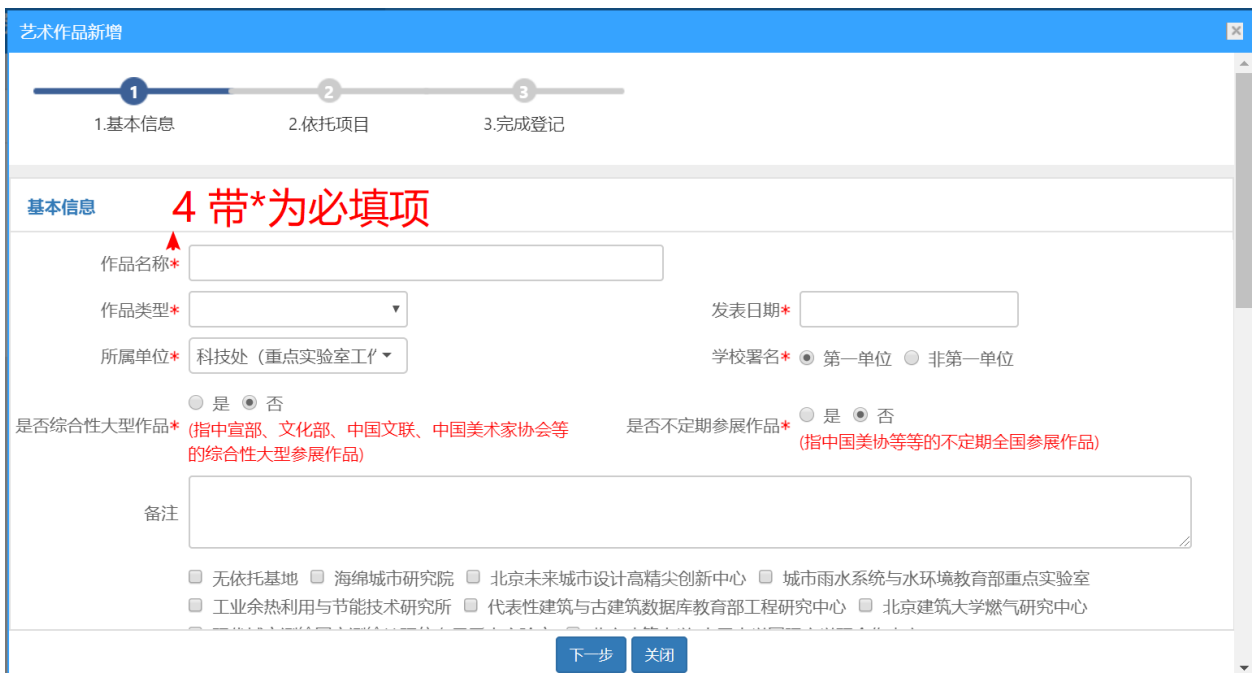 艺术作品新增
1 2 3
1.基本信息 2.依托项目 3.完成登记
基本信息 4 带*为必填项
作品名称*
作品类型* 发表日期*
所属单位* 科技处（重点实验室工作 学校署名* 第一单位 非第一单位
是否综合性大型作品* 是 否 是否不定期参展作品* 是 否
(指中宣部、文化部、中国文联、中国美术家协会等 (指中国美协等等的不定期全国参展作品)
的综合性大型参展作品)
备注
无依托基地 海绵城市研究院 北京未来城市设计高精尖创新中心 城市雨水系统与水环境教育部重点实验室
工业余热利用与节能技术研究所 代表性建筑与古建筑数据库教育部工程研究中心 北京建筑大学燃气研究中心
下一步 关闭